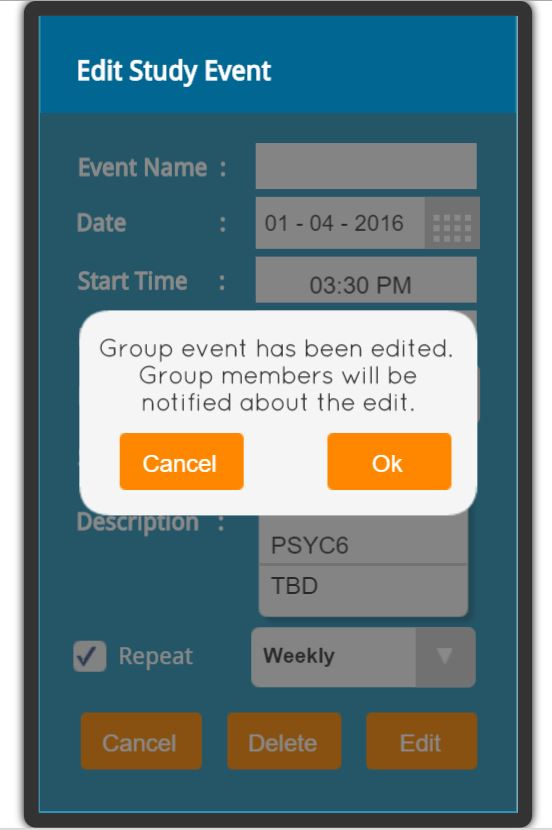 Edit Study Event
Event Name :
Date : 01 - 04 - 2016
Start Time : 03:30 PM
Group event has been edited.
Group members will be
notified about the edit.
Cancel Ok
Description :
PSYC6
TBD
Repeat Weekly
Cancel Delete Edit